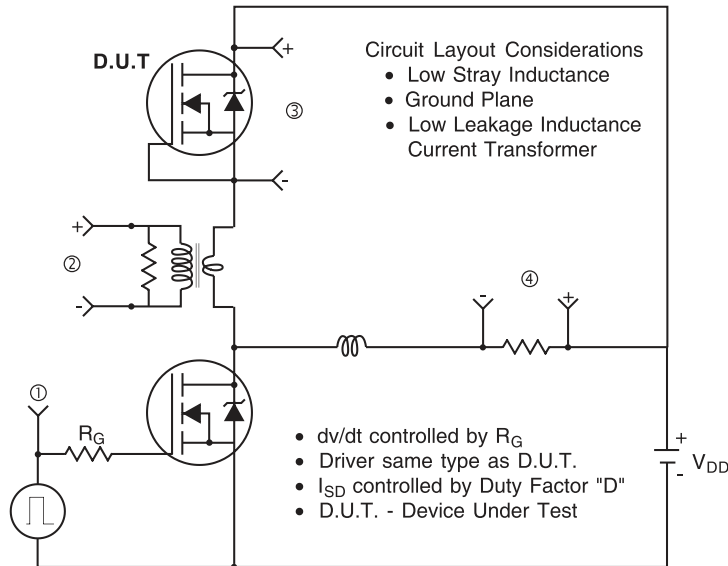 D.U.T
+
Circuit Layout Considerations
• Low Stray Inductance
• Ground Plane
• Low Leakage Inductance
Current Transformer
③
-
+
②
-
④
-
+
①
R_G
• dv/dt controlled by R_G
• Driver same type as D.U.T.
• I_SD controlled by Duty Factor "D"
• D.U.T. - Device Under Test
+
V_DD
-